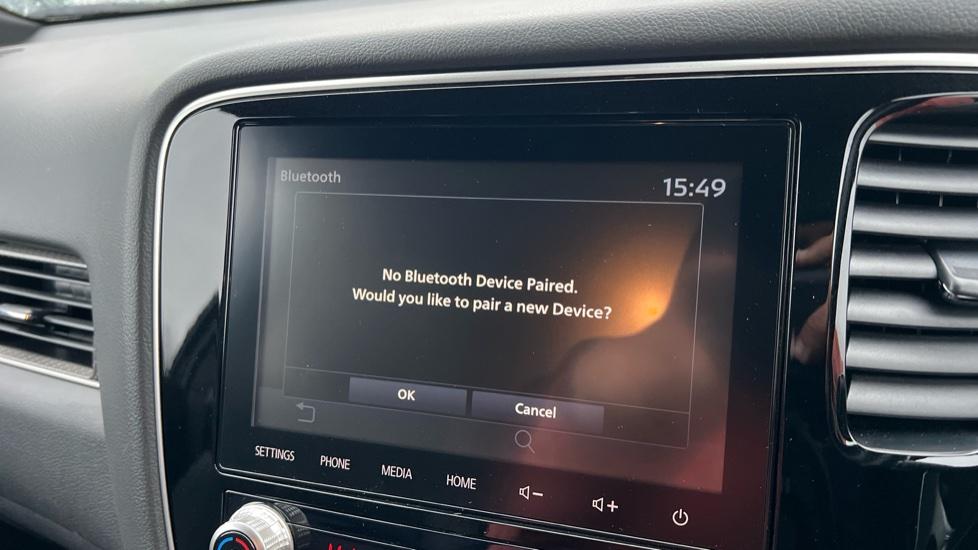 Bluetooth
15:49
No Bluetooth Device Paired.
Would you like to pair a new Device?
OK
Cancel
SETTINGS
PHONE
MEDIA
HOME